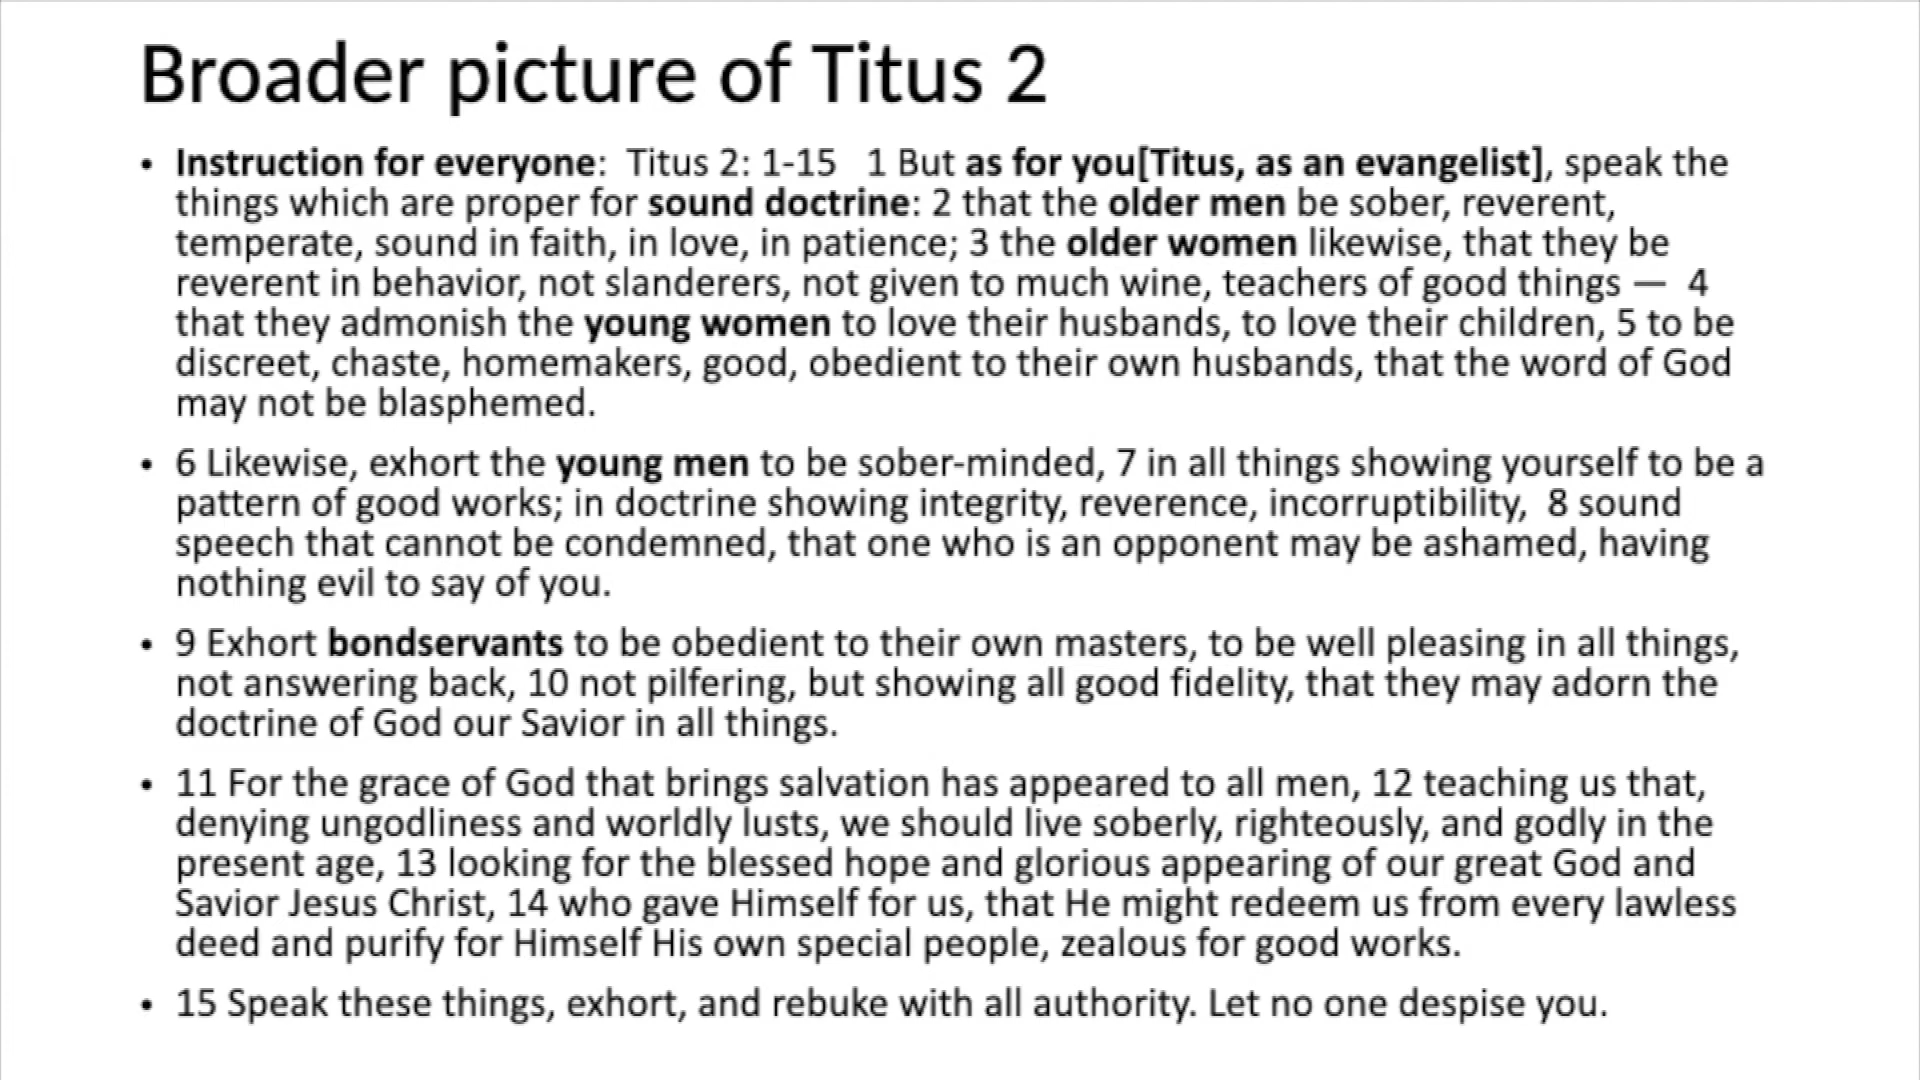 Broader picture of Titus 2
• Instruction for everyone:  Titus 2: 1-15   1 But as for you[Titus, as an evangelist], speak the
things which are proper for sound doctrine: 2 that the older men be sober, reverent,
temperate, sound in faith, in love, in patience; 3 the older women likewise, that they be
reverent in behavior, not slanderers, not given to much wine, teachers of good things —  4
that they admonish the young women to love their husbands, to love their children, 5 to be
discreet, chaste, homemakers, good, obedient to their own husbands, that the word of God
may not be blasphemed.
• 6 Likewise, exhort the young men to be sober-minded, 7 in all things showing yourself to be a
pattern of good works; in doctrine showing integrity, reverence, incorruptibility,  8 sound
speech that cannot be condemned, that one who is an opponent may be ashamed, having
nothing evil to say of you.
• 9 Exhort bondservants to be obedient to their own masters, to be well pleasing in all things,
not answering back, 10 not pilfering, but showing all good fidelity, that they may adorn the
doctrine of God our Savior in all things.
• 11 For the grace of God that brings salvation has appeared to all men, 12 teaching us that,
denying ungodliness and worldly lusts, we should live soberly, righteously, and godly in the
present age, 13 looking for the blessed hope and glorious appearing of our great God and
Savior Jesus Christ, 14 who gave Himself for us, that He might redeem us from every lawless
deed and purify for Himself His own special people, zealous for good works.
• 15 Speak these things, exhort, and rebuke with all authority. Let no one despise you.